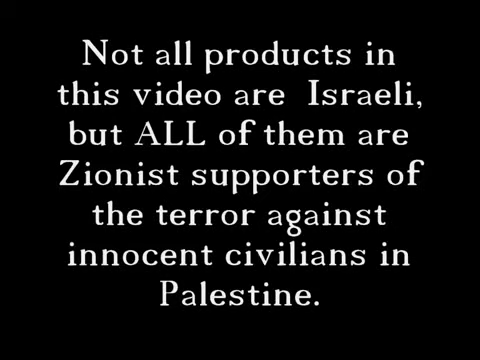 Not all products in
this video are  Israeli,
but ALL of them are
Zionist supporters of
the terror against
innocent civilians in
Palestine.